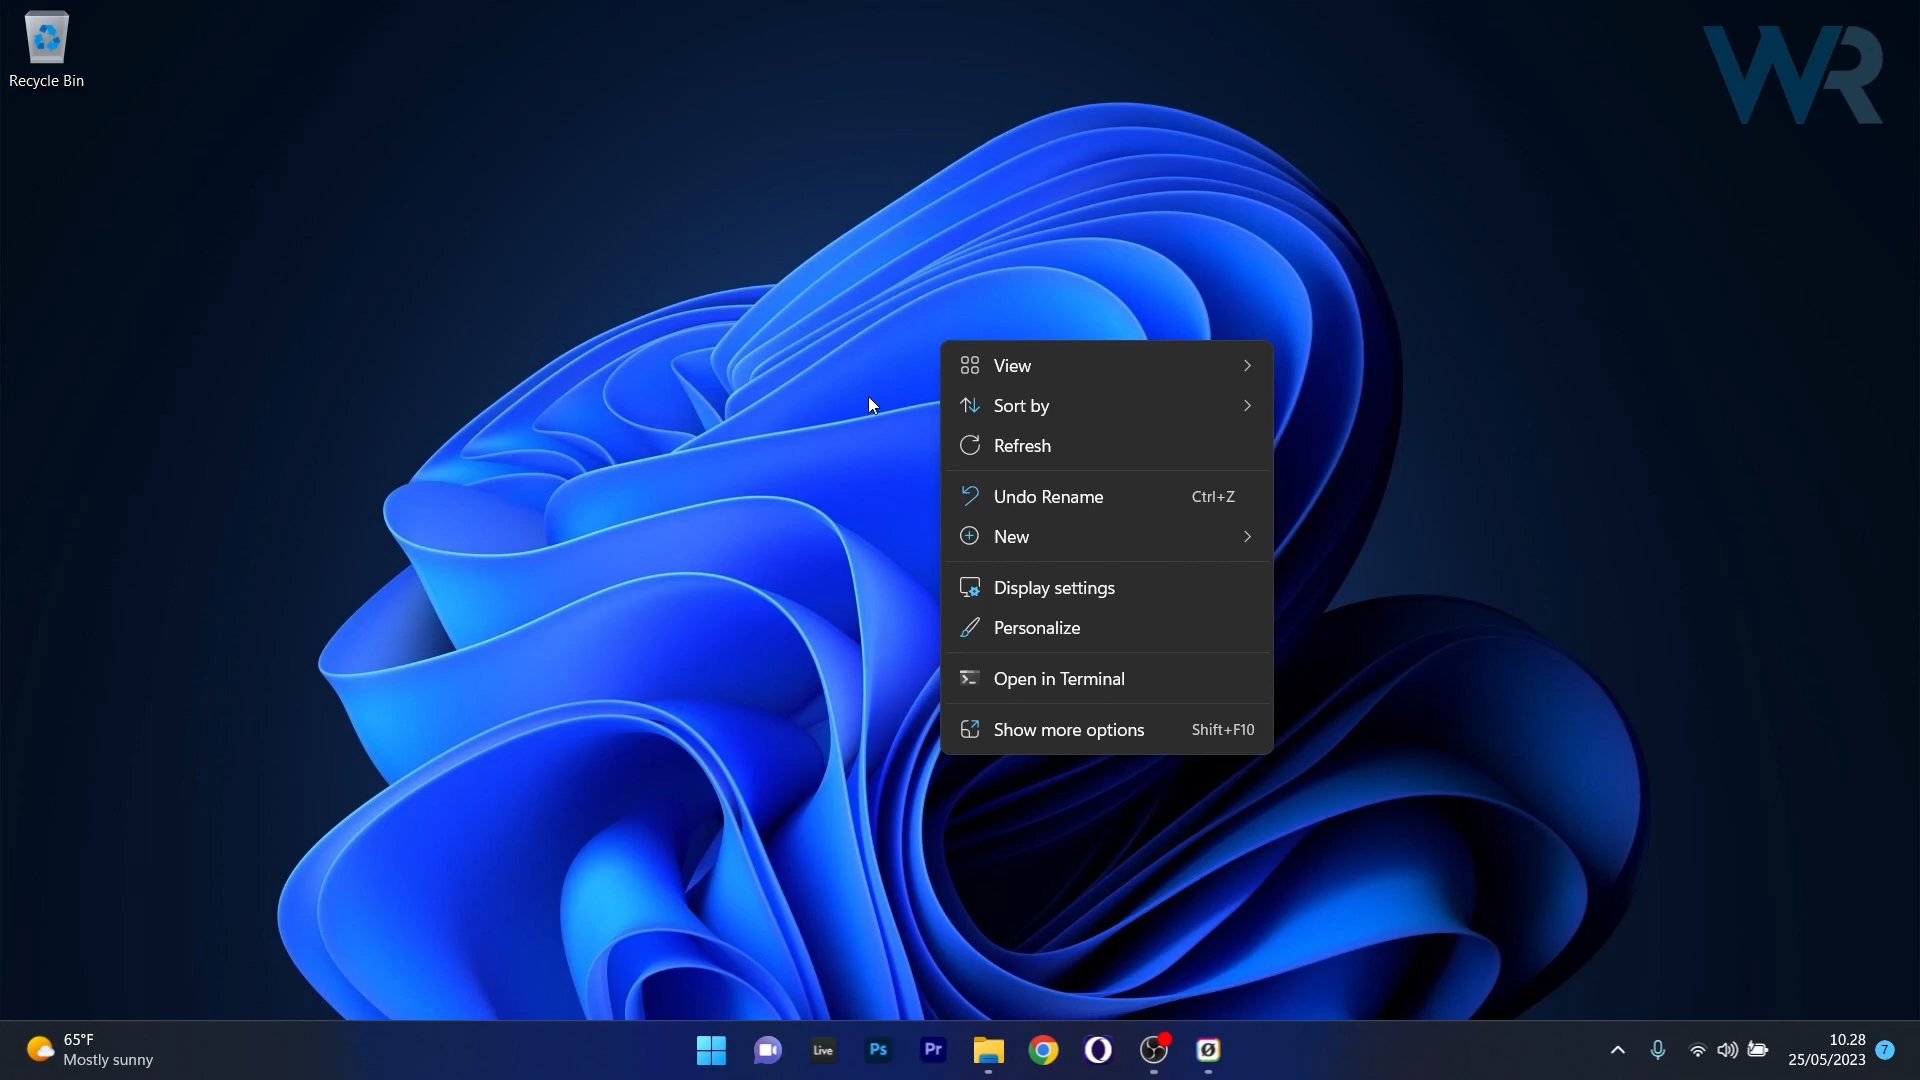 Recycle Bin
WR
View
Sort by
Refresh
Undo Rename Ctrl+Z
New
Display settings
Personalize
Open in Terminal
Show more options Shift+F10
65°F
Mostly sunny
Live
Ps
Pr
10.28
25/05/2023
7